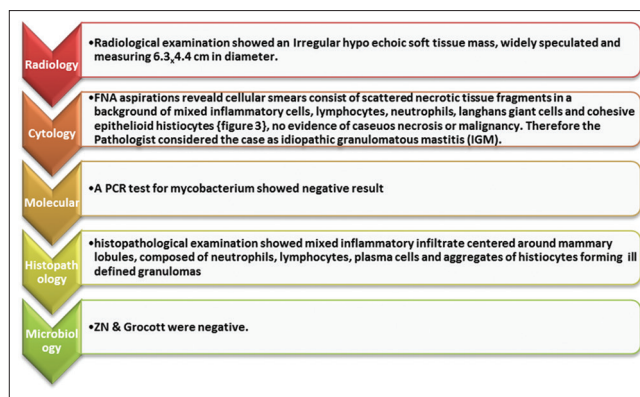 Radiology
•Radiological examination showed an Irregular hypo echoic soft tissue mass, widely speculated and
measuring 6.3x4.4 cm in diameter.
Cytology
•FNA aspirations reveald cellular smears consist of scattered necrotic tissue fragments in a
background of mixed inflammatory cells, lymphocytes, neutrophils, langhans giant cells and
cohesive epithelioid histiocytes {figure 3}, no evidence of caseuos necrosis or malignancy. Therefore the
Pathologist considered the case as idiopathic granulomatous mastitis (IGM).
Molecular
•A PCR test for mycobacterium showed negative result
Histopath
ology
•histopathological examination showed mixed inflammatory infiltrate centered around mammary
lobules, composed of neutrophils, lymphocytes, plasma cells and aggregates of histiocytes forming ill
defined granulomas
Microbiol
ogy
•ZN & Grocott were negative.